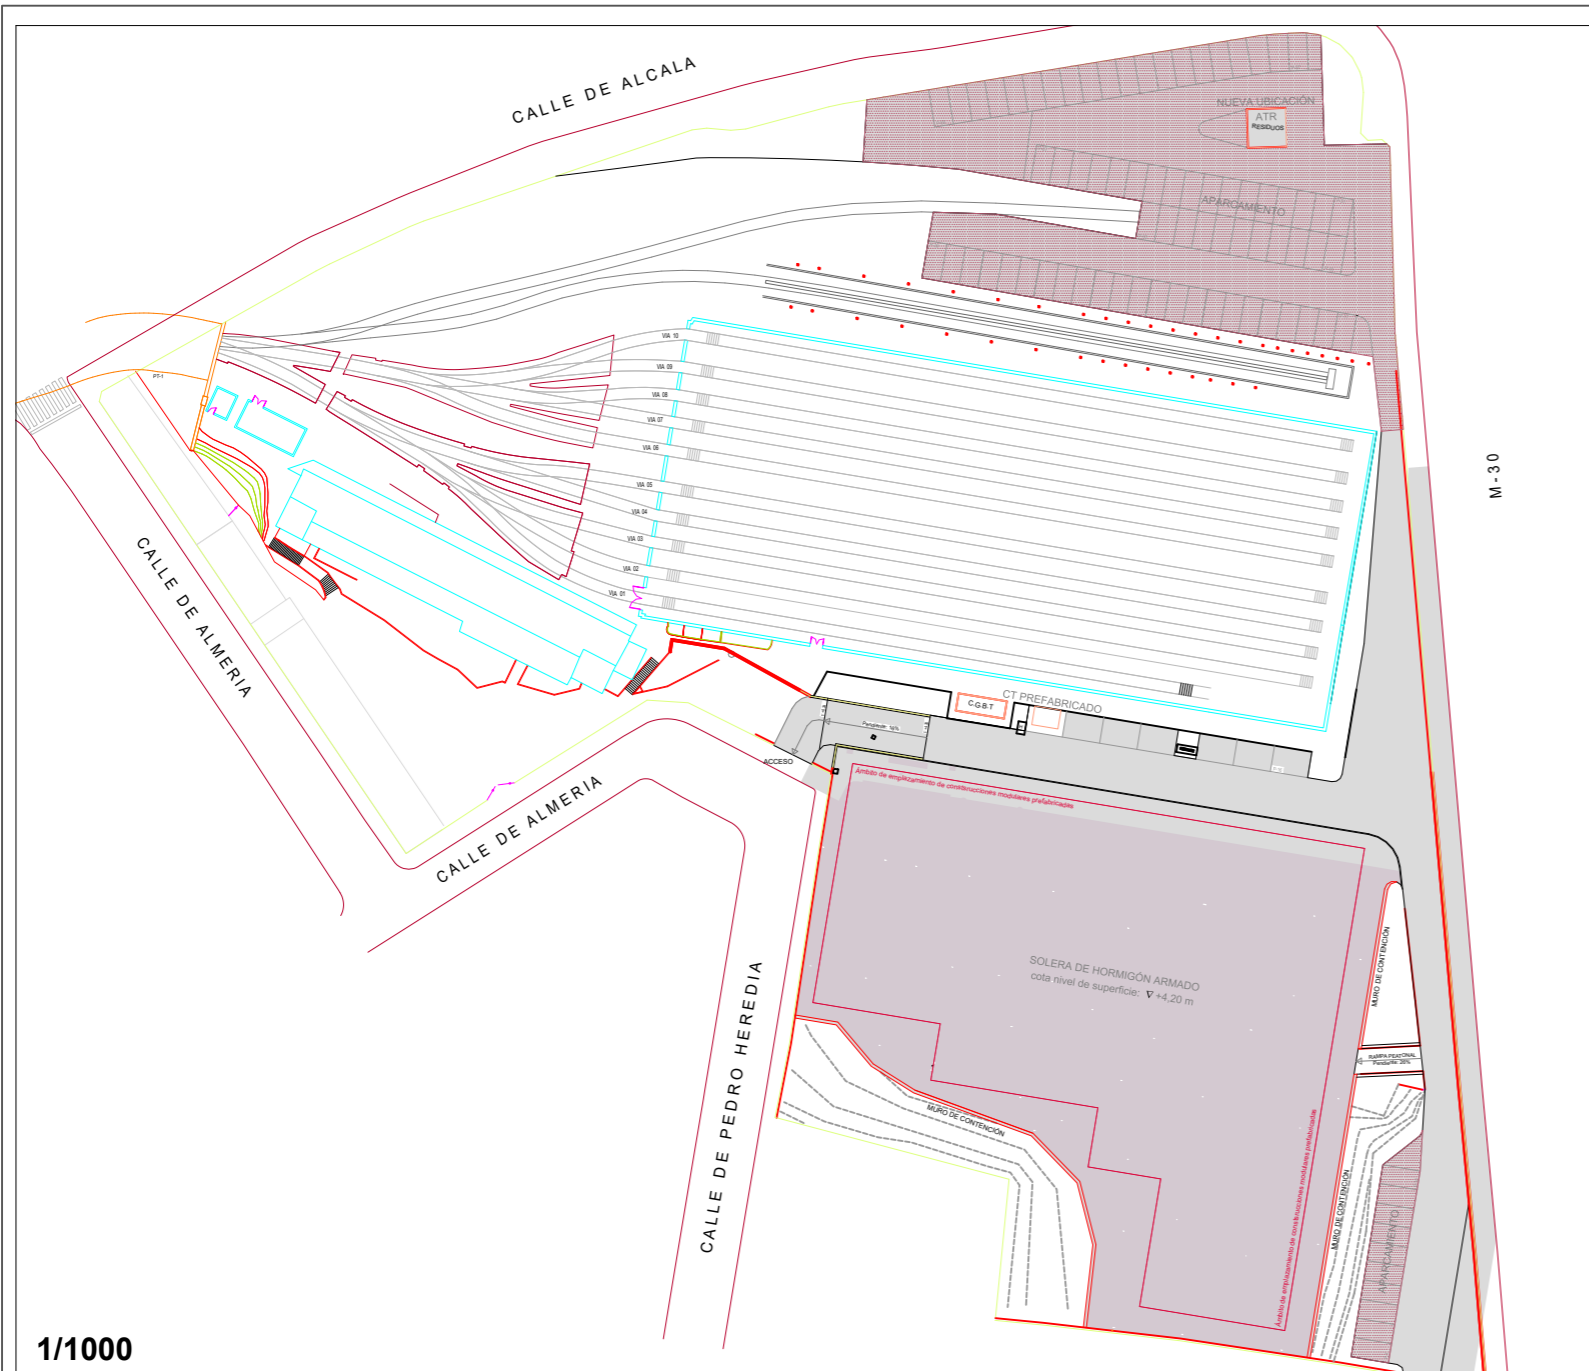 CALLE DE ALCALA
NUEVA UBICACIÓN
ATR
RESIDUOS
APARCAMIENTO
PT-1
VIA 10
VIA 09
VIA 08
VIA 07
VIA 06
VIA 05
VIA 04
VIA 03
VIA 02
VIA 01
M-30
CALLE DE ALMERIA
CT PREFABRICADO
C.G.B.T
Pendiente: 16%
ACCESO
Ámbito de emplazamiento de construcciones modulares prefabricadas
CALLE DE ALMERIA
CALLE DE PEDRO HEREDIA
SOLERA DE HORMIGÓN ARMADO
cota nivel de superficie: ∇ +4,20 m
MURO DE CONTENCIÓN
RAMPA PEATONAL
Pendiente: 20%
MURO DE CONTENCIÓN
MURO DE CONTENCIÓN
Ámbito de emplazamiento de construcciones modulares prefabricadas
APARCAMIENTO
1/1000